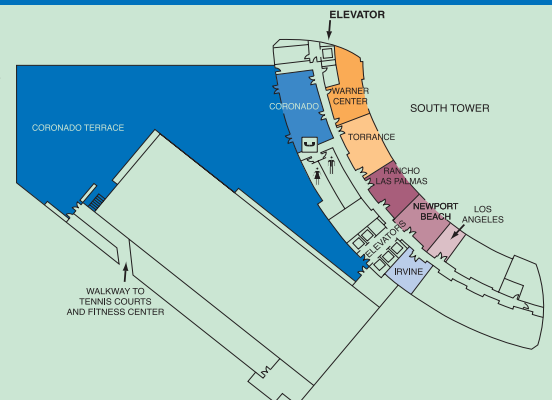 ELEVATOR
WARNER
CENTER
CORONADO
SOUTH TOWER
CORONADO TERRACE
TORRANCE
RANCHO
LAS PALMAS
NEWPORT
BEACH
LOS
ANGELES
ELEVATORS
IRVINE
WALKWAY TO
TENNIS COURTS
AND FITNESS CENTER